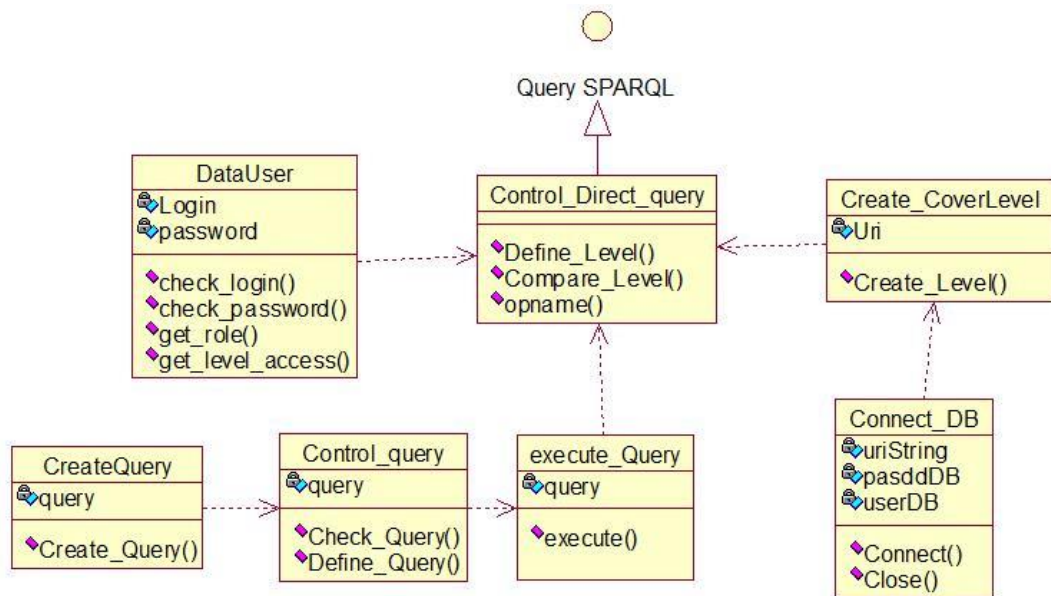 Query SPARQL
DataUser
Login
password
check_login()
check_password()
get_role()
get_level_access()
Control_Direct_query
Define_Level()
Compare_Level()
opname()
Create_CoverLevel
Uri
Create_Level()
CreateQuery
query
Create_Query()
Control_query
query
Check_Query()
Define_Query()
execute_Query
query
execute()
Connect_DB
uriString
pasddDB
userDB
Connect()
Close()